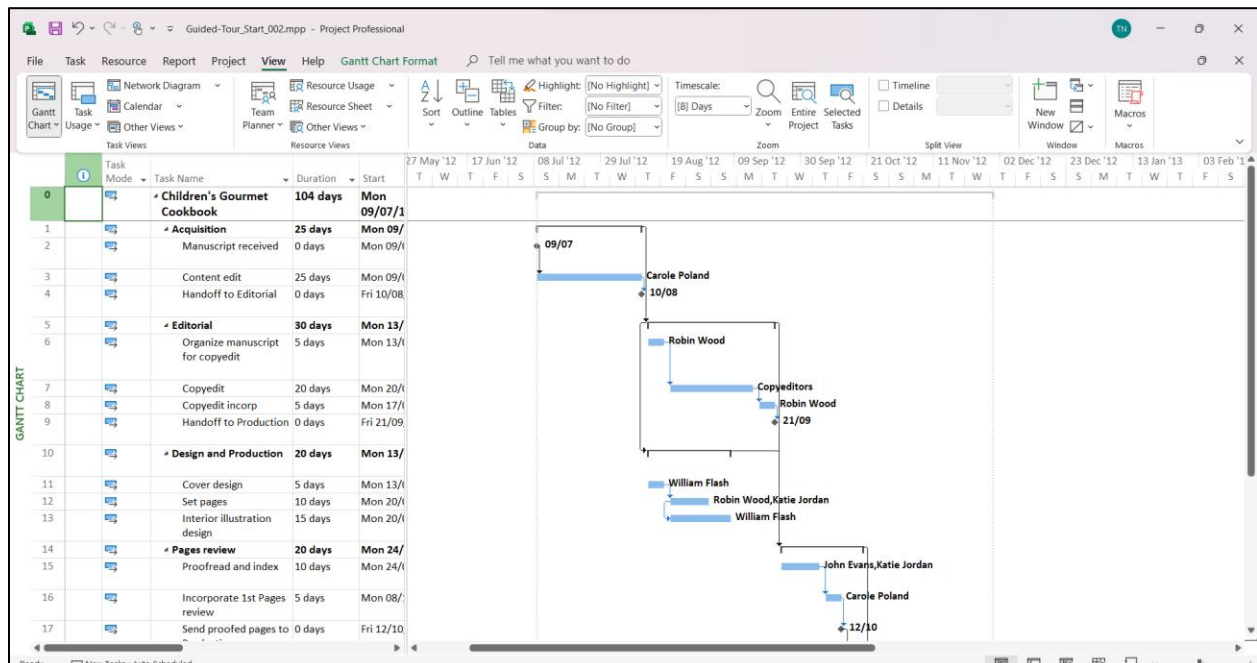 Guided-Tour_Start_002.mpp - Project Professional
TN
File Task Resource Report Project View Help Gantt Chart Format Tell me what you want to do
Network Diagram Resource Usage Highlight: [No Highlight] Timescale: Timeline
Calendar Resource Sheet Filter: [No Filter] [8] Days Details
Other Views Other Views Group by: [No Group]
Gantt Chart Task Usage Team Planner Sort Outline Tables Zoom Entire Project Selected Tasks New Window Macros
Task Views Resource Views Data Zoom Split View Window Macros
27 May '12 17 Jun '12 08 Jul '12 29 Jul '12 19 Aug '12 09 Sep '12 30 Sep '12 21 Oct '12 11 Nov '12 02 Dec '12 23 Dec '12 13 Jan '13 03 Feb '1
Task Mode Task Name Duration Start
T W T F S S M T W T F S S M T W T F S S M T W T F S S M T W T F S
0 Children's Gourmet Cookbook 104 days Mon 09/07/1
1 Acquisition 25 days Mon 09/
2 Manuscript received 0 days Mon 09/0 09/07
3 Content edit 25 days Mon 09/0 Carole Poland
4 Handoff to Editorial 0 days Fri 10/08 10/08
5 Editorial 30 days Mon 13/
6 Organize manuscript for copyedit 5 days Mon 13/0 Robin Wood
7 Copyedit 20 days Mon 20/0 Copyeditors
8 Copyedit incorp 5 days Mon 17/0 Robin Wood
9 Handoff to Production 0 days Fri 21/09 21/09
10 Design and Production 20 days Mon 13/
11 Cover design 5 days Mon 13/0 William Flash
12 Set pages 10 days Mon 20/0 Robin Wood,Katie Jordan
13 Interior illustration design 15 days Mon 20/0 William Flash
14 Pages review 20 days Mon 24/
15 Proofread and index 10 days Mon 24/0 John Evans,Katie Jordan
16 Incorporate 1st Pages review 5 days Mon 08/ Carole Poland
17 Send proofed pages to 0 days Fri 12/10 12/10
GANTT CHART